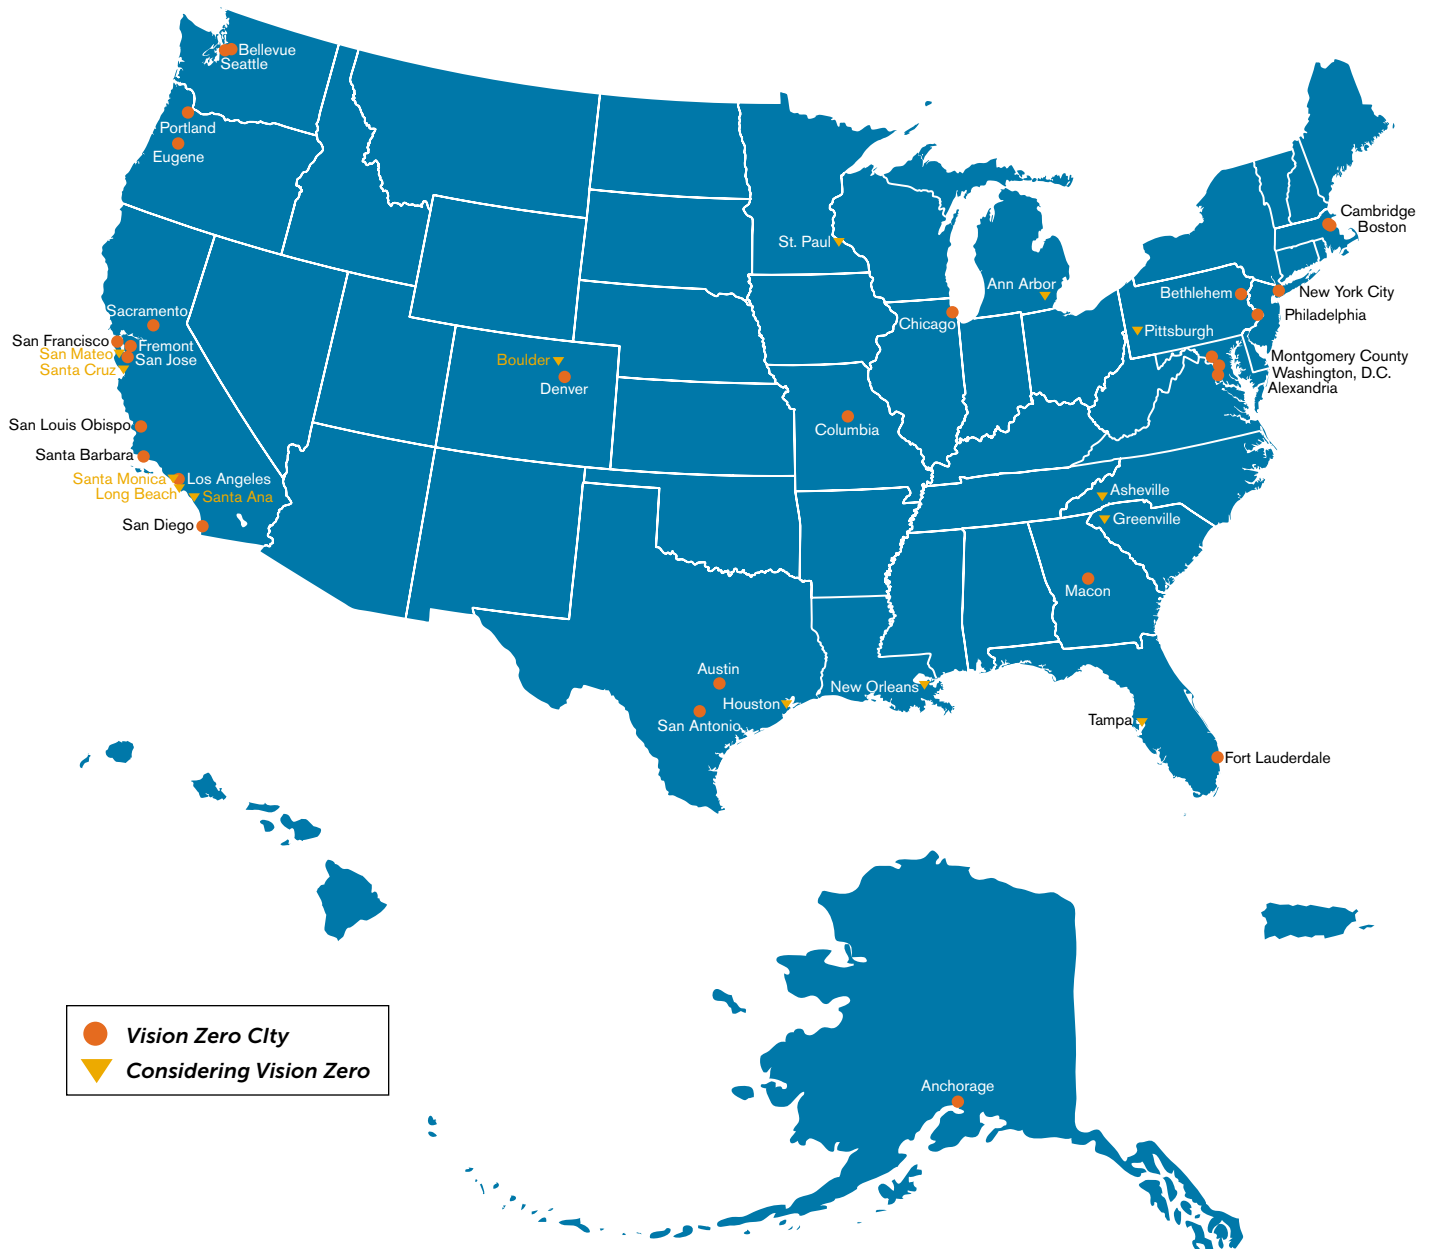 Bellevue
Seattle
Portland
Eugene
Cambridge
Boston
St. Paul
Ann Arbor
Bethlehem
New York City
Sacramento
Chicago
Philadelphia
Pittsburgh
San Francisco
Fremont
San Mateo
San Jose
Santa Cruz
Boulder
Denver
Montgomery County
Washington, D.C.
Alexandria
San Louis Obispo
Columbia
Santa Barbara
Santa Monica
Los Angeles
Long Beach
Santa Ana
Asheville
Greenville
San Diego
Macon
Austin
New Orleans
Houston
San Antonio
Tampa
Fort Lauderdale
Vision Zero CIty
Considering Vision Zero
Anchorage